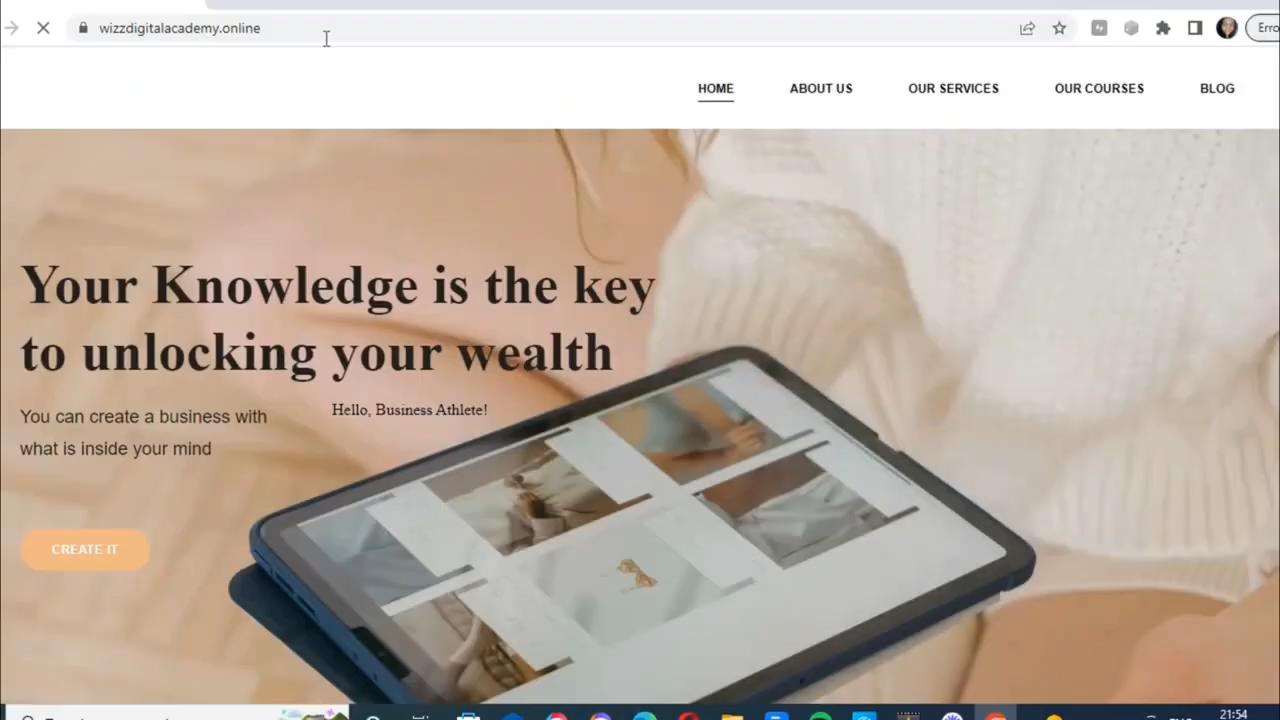 wizzdigitalacademy.online
Erro
HOME ABOUT US OUR SERVICES OUR COURSES BLOG
Your Knowledge is the key
to unlocking your wealth
Hello, Business Athlete!
You can create a business with
what is inside your mind
CREATE IT
21:54